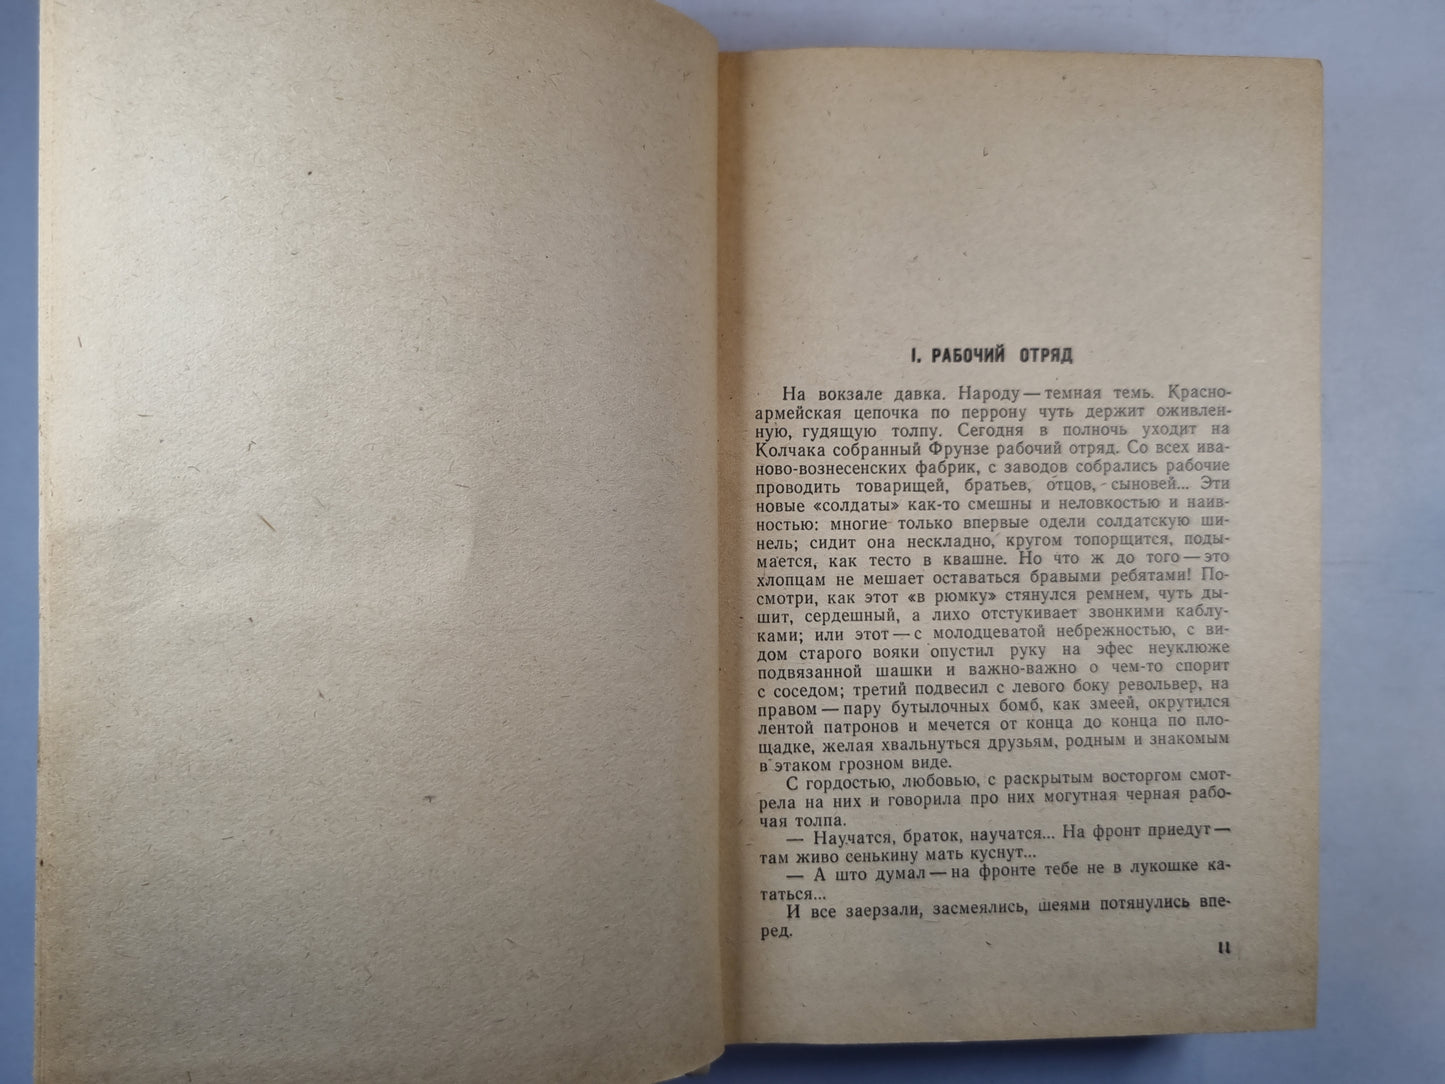 I. РАБОЧИЙ ОТРЯД
На вокзале давка. Народу — темная темь. Красно-
армейская цепочка по перрону чуть держит оживлен-
ную, гудящую толпу. Сегодня в полночь уходит на
Колчака собранный Фрунзе рабочий отряд. Со всех ива-
ново-вознесенских фабрик, с заводов собрались рабочие
проводить товарищей, братьев, отцов, сыновей... Эти
новые «солдаты» как-то смешны и неловкостью и наив-
ностью: многие только впервые одели солдатскую ши-
нель; сидит она нескладно, кругом топорщится, поды-
мается, как тесто в квашне. Но что ж до того — это
хлопцам не мешает оставаться бравыми ребятами! По-
смотри, как этот «в рюмку» стянулся ремнем, чуть ды-
шит, сердешный, а лихо отстукивает звонкими каблу-
ками; или этот — с молодцеватой небрежностью, с ви-
дом старого вояки опустил руку на эфес неуклюже
подвязанной шашки и важно-важно о чем-то спорит
с соседом; третий подвесил с левого боку револьвер, на
правом — пару бутылочных бомб, как змеей, окрутился
лентой патронов и мечется от конца до конца по пло-
щадке, желая хвальнуться друзьям, родным и знакомым
в этаком грозном виде.
С гордостью, любовью, с раскрытым восторгом смот-
рела на них и говорила про них могутная черная рабо-
чая толпа.
— Научатся, браток, научатся... На фронт приедут —
там живо сенькину мать куснут...
— А што думал — на фронте тебе не в лукошке ка-
таться...
И все заерзали, засмеялись, шеями потянулись впе-
ред.
11